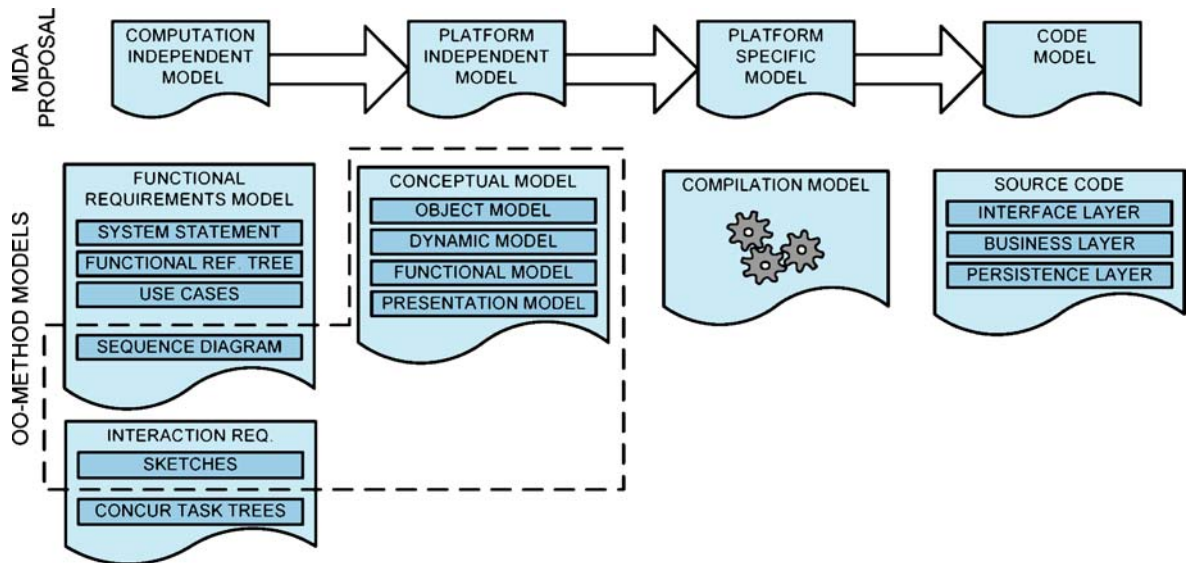 MDA
PROPOSAL
COMPUTATION
INDEPENDENT
MODEL
PLATFORM
INDEPENDENT
MODEL
PLATFORM
SPECIFIC
MODEL
CODE
MODEL
OO-METHOD MODELS
FUNCTIONAL
REQUIREMENTS MODEL
SYSTEM STATEMENT
FUNCTIONAL REF. TREE
USE CASES
SEQUENCE DIAGRAM
INTERACTION REQ.
SKETCHES
CONCUR TASK TREES
CONCEPTUAL MODEL
OBJECT MODEL
DYNAMIC MODEL
FUNCTIONAL MODEL
PRESENTATION MODEL
COMPILATION MODEL
SOURCE CODE
INTERFACE LAYER
BUSINESS LAYER
PERSISTENCE LAYER